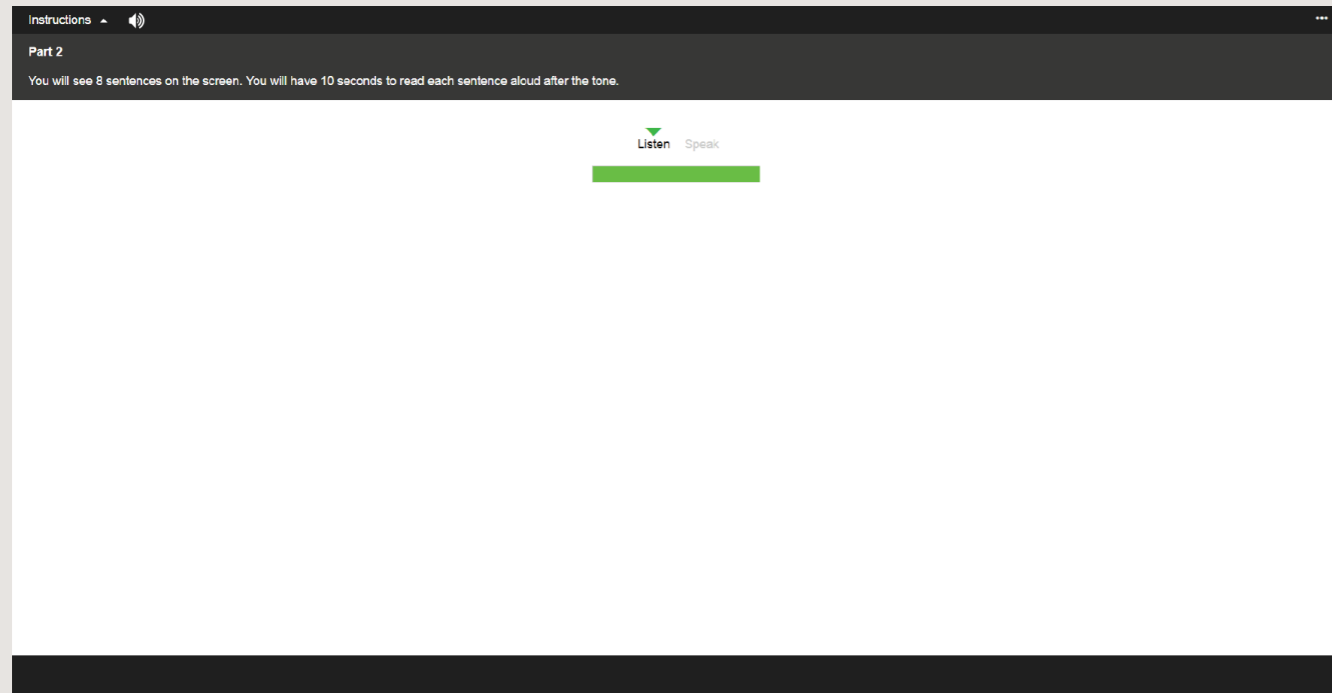 Instructions
Part 2
You will see 8 sentences on the screen. You will have 10 seconds to read each sentence aloud after the tone.
Listen Speak